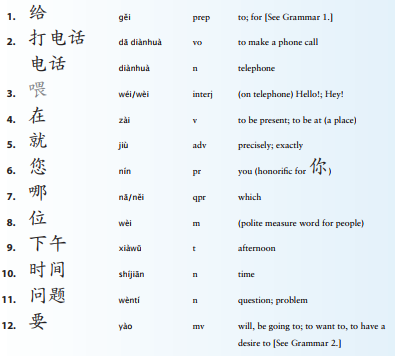 1. 给 gěi prep to; for [See Grammar 1.]
2. 打电话 dǎ diànhuà vo to make a phone call
电话 diànhuà n telephone
3. 喂 wéi/wèi interj (on telephone) Hello!; Hey!
4. 在 zài v to be present; to be at (a place)
5. 就 jiù adv precisely; exactly
6. 您 nín pr you (honorific for 你)
7. 哪 nǎ/něi qpr which
8. 位 wèi m (polite measure word for people)
9. 下午 xiàwǔ t afternoon
10. 时间 shíjiān n time
11. 问题 wèntí n question; problem
12. 要 yào mv will, be going to; to want to, to have a
desire to [See Grammar 2.]